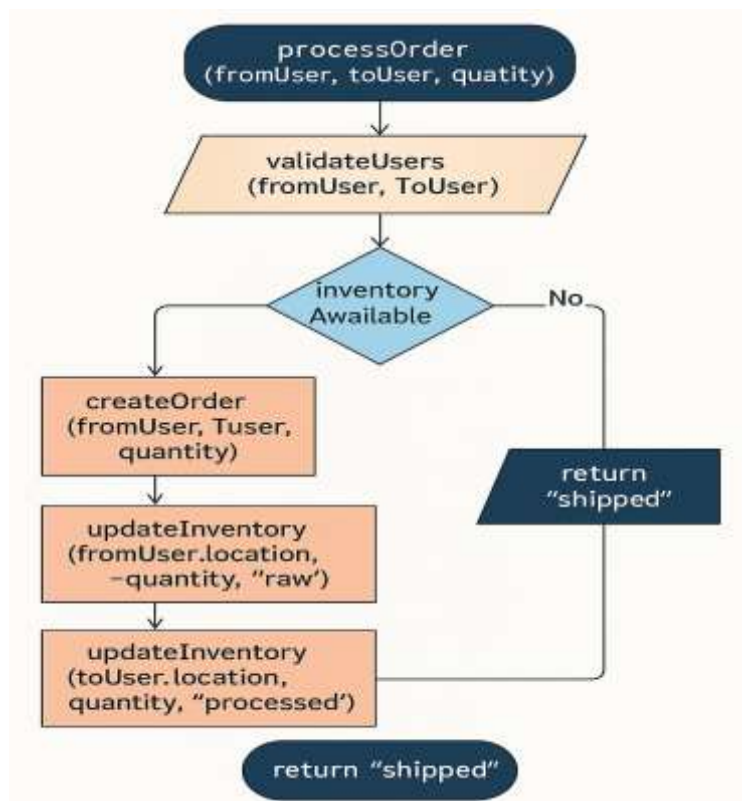 processOrder
(fromUser, toUser, quatity)
validateUsers
(fromUser, ToUser)
inventory
Awailable
No
createOrder
(fromUser, Tuser,
quantity)
return
“shipped”
updateInventory
(fromUser.location,
−quantity, “raw’)
updateInventory
(toUser.location,
quantity, “processed’)
return “shipped”